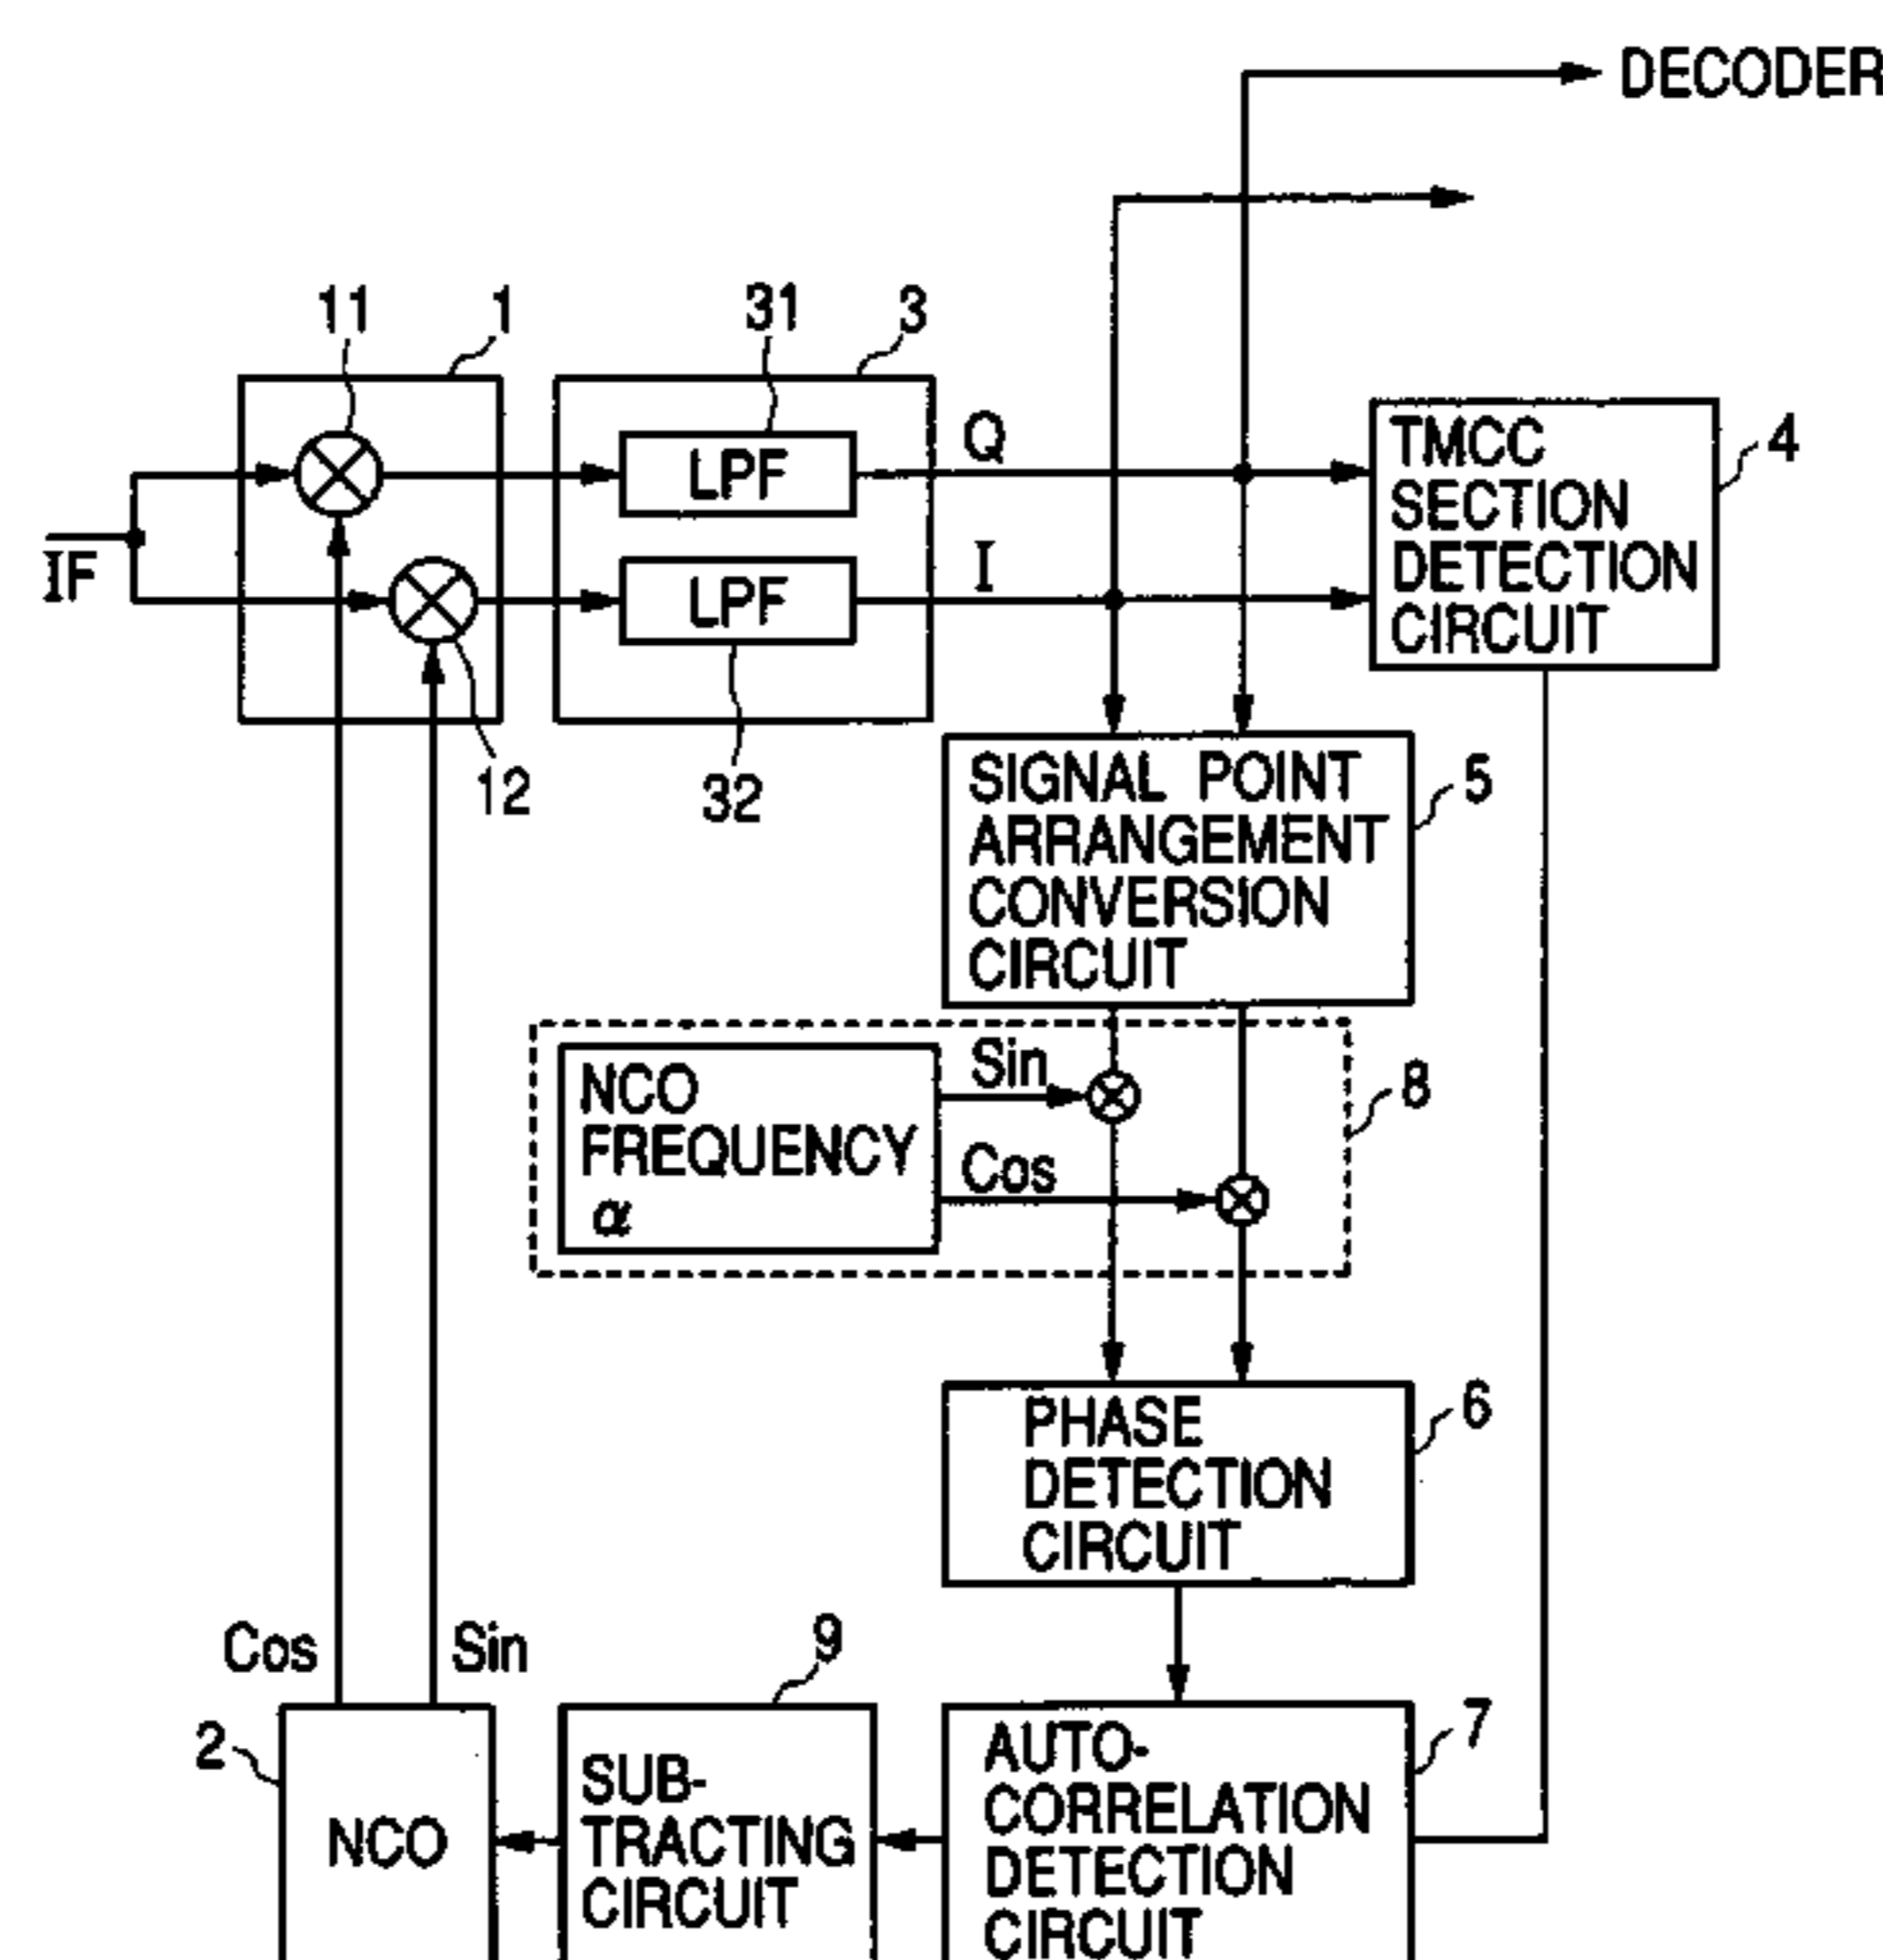 DECODER
11
1
31
3
Q
LPF
IF
I
LPF
12
32
TMCC
SECTION
DETECTION
CIRCUIT
4
SIGNAL POINT
ARRANGEMENT
CONVERSION
CIRCUIT
5
NCO
FREQUENCY
α
Sin
Cos
8
PHASE
DETECTION
CIRCUIT
6
Cos
Sin
9
2
NCO
SUB-
TRACTING
CIRCUIT
AUTO-
CORRELATION
DETECTION
CIRCUIT
7